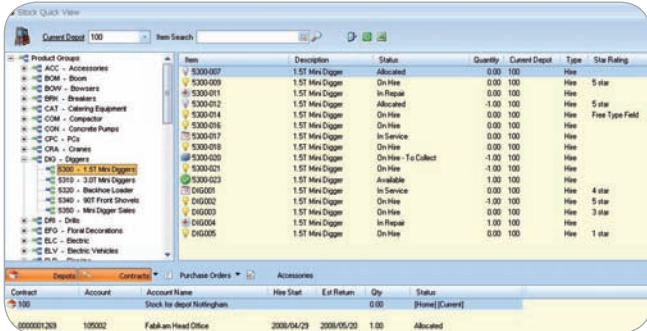 Stock Quick View
Current Depot 100 Item Search
Product Groups
ACC - Accessories
BOM - Boom
BOW - Bowsers
BRK - Breakers
CAT - Catering Equipment
COM - Compactor
CON - Concrete Pumps
CPC - PCs
CRA - Cranes
DIG - Diggers
5300 - 1.5T Mini Diggers
5310 - 3.0T Mini Diggers
5320 - Backhoe Loader
5340 - 90T Front Shovels
5350 - Mini Digger Sales
DRI - Drills
EFG - Floral Decorations
ELC - Electric
ELV - Electric Vehicles
Item Description Status Quantity Current Depot Type Star Rating
5300-007 1.5T Mini Digger Allocated 0.00 100 Hire
5300-009 1.5T Mini Digger On Hire 0.00 100 Hire 5 star
5300-011 1.5T Mini Digger In Repair 0.00 100 Hire
5300-012 1.5T Mini Digger Allocated -1.00 100 Hire 5 star
5300-014 1.5T Mini Digger On Hire 0.00 100 Hire Free Type Field
5300-016 1.5T Mini Digger On Hire 0.00 100 Hire
5300-017 1.5T Mini Digger In Service 0.00 100 Hire
5300-018 1.5T Mini Digger On Hire 0.00 100 Hire
5300-020 1.5T Mini Digger On Hire - To Collect -1.00 100 Hire
5300-021 1.5T Mini Digger On Hire -1.00 100 Hire
5300-023 1.5T Mini Digger Available 1.00 100 Hire
DIG001 1.5T Mini Digger In Service 0.00 100 Hire 4 star
DIG002 1.5T Mini Digger On Hire -1.00 100 Hire 5 star
DIG003 1.5T Mini Digger On Hire 0.00 100 Hire 3 star
DIG004 1.5T Mini Digger In Repair 1.00 100 Hire
DIG005 1.5T Mini Digger On Hire 0.00 100 Hire 1 star
Depots Contracts Purchase Orders Accessories
Contract Account Account Name Hire Start Est Return Qty Status
100 Stock for depot Nottingham 0.00 [Home] [Current]
0000001269 105002 Fabikam Head Office 2008/04/29 2008/05/20 1.00 Allocated